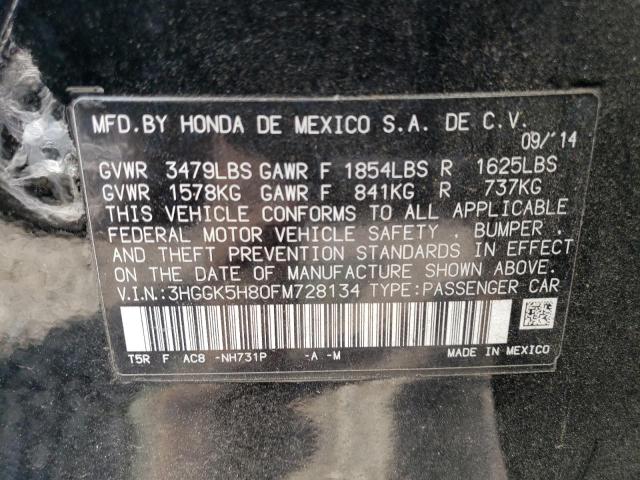 MFD. BY HONDA DE MEXICO S.A. DE C.V.
09/'14
GVWR 3479LBS GAWR F 1854LBS R 1625LBS
GVWR 1578KG GAWR F 841KG R 737KG
THIS VEHICLE CONFORMS TO ALL APPLICABLE
FEDERAL MOTOR VEHICLE SAFETY . BUMPER .
AND THEFT PREVENTION STANDARDS IN EFFECT
ON THE DATE OF MANUFACTURE SHOWN ABOVE.
V.I.N.:3HGGK5H80FM728134 TYPE:PASSENGER CAR
T5R F AC8 -NH731P -A -M MADE IN MEXICO